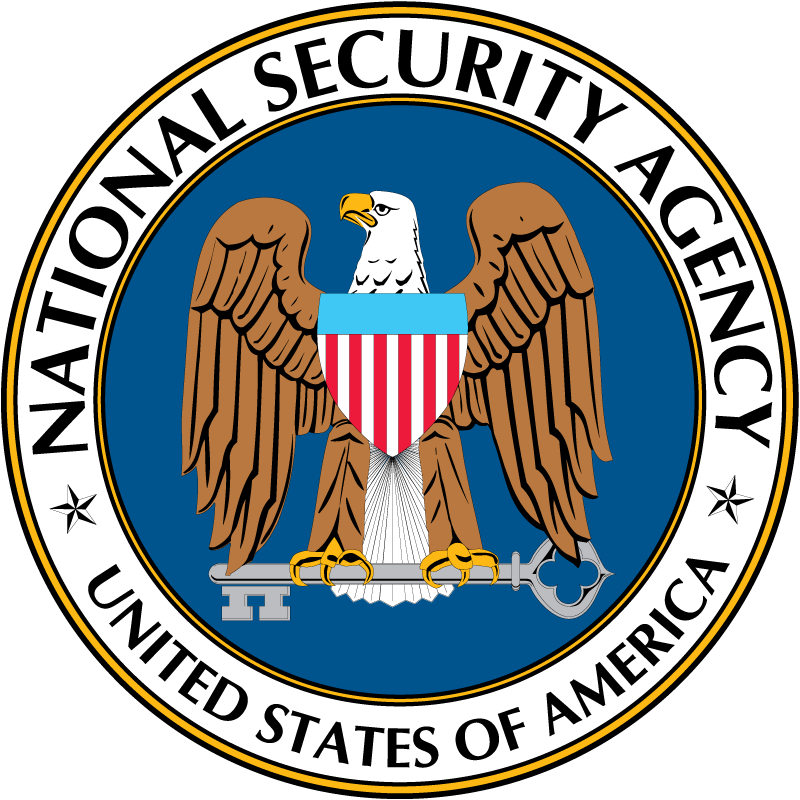 NATIONAL SECURITY AGENCY
UNITED STATES OF AMERICA